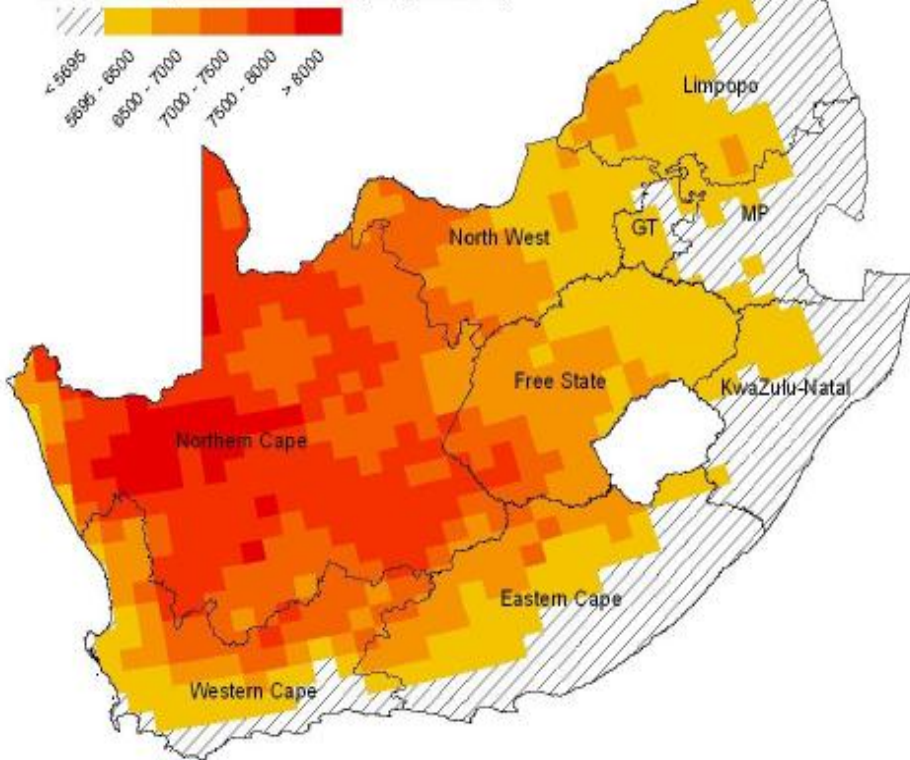 < 5695
5695 - 6500
6500 - 7000
7000 - 7500
7500 - 8000
> 8000
Limpopo
North West
GT
MP
Free State
KwaZulu-Natal
Northern Cape
Eastern Cape
Western Cape